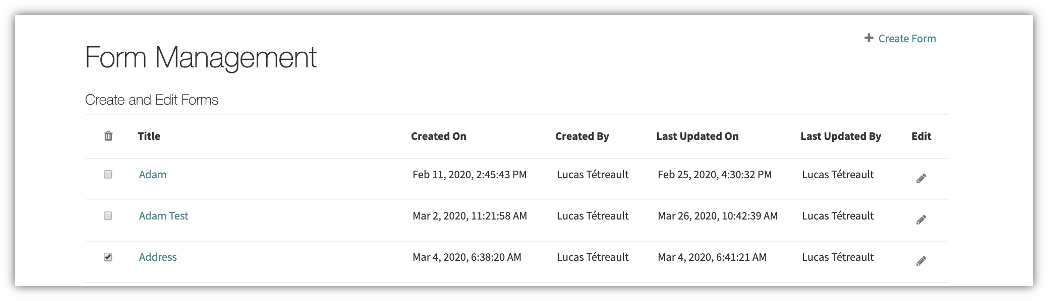 + Create Form
Form Management
Create and Edit Forms
Title Created On Created By Last Updated On Last Updated By Edit
Adam Feb 11, 2020, 2:45:43 PM Lucas Tétreault Feb 25, 2020, 4:30:32 PM Lucas Tétreault
Adam Test Mar 2, 2020, 11:21:58 AM Lucas Tétreault Mar 26, 2020, 10:42:39 AM Lucas Tétreault
Address Mar 4, 2020, 6:38:20 AM Lucas Tétreault Mar 4, 2020, 6:41:21 AM Lucas Tétreault